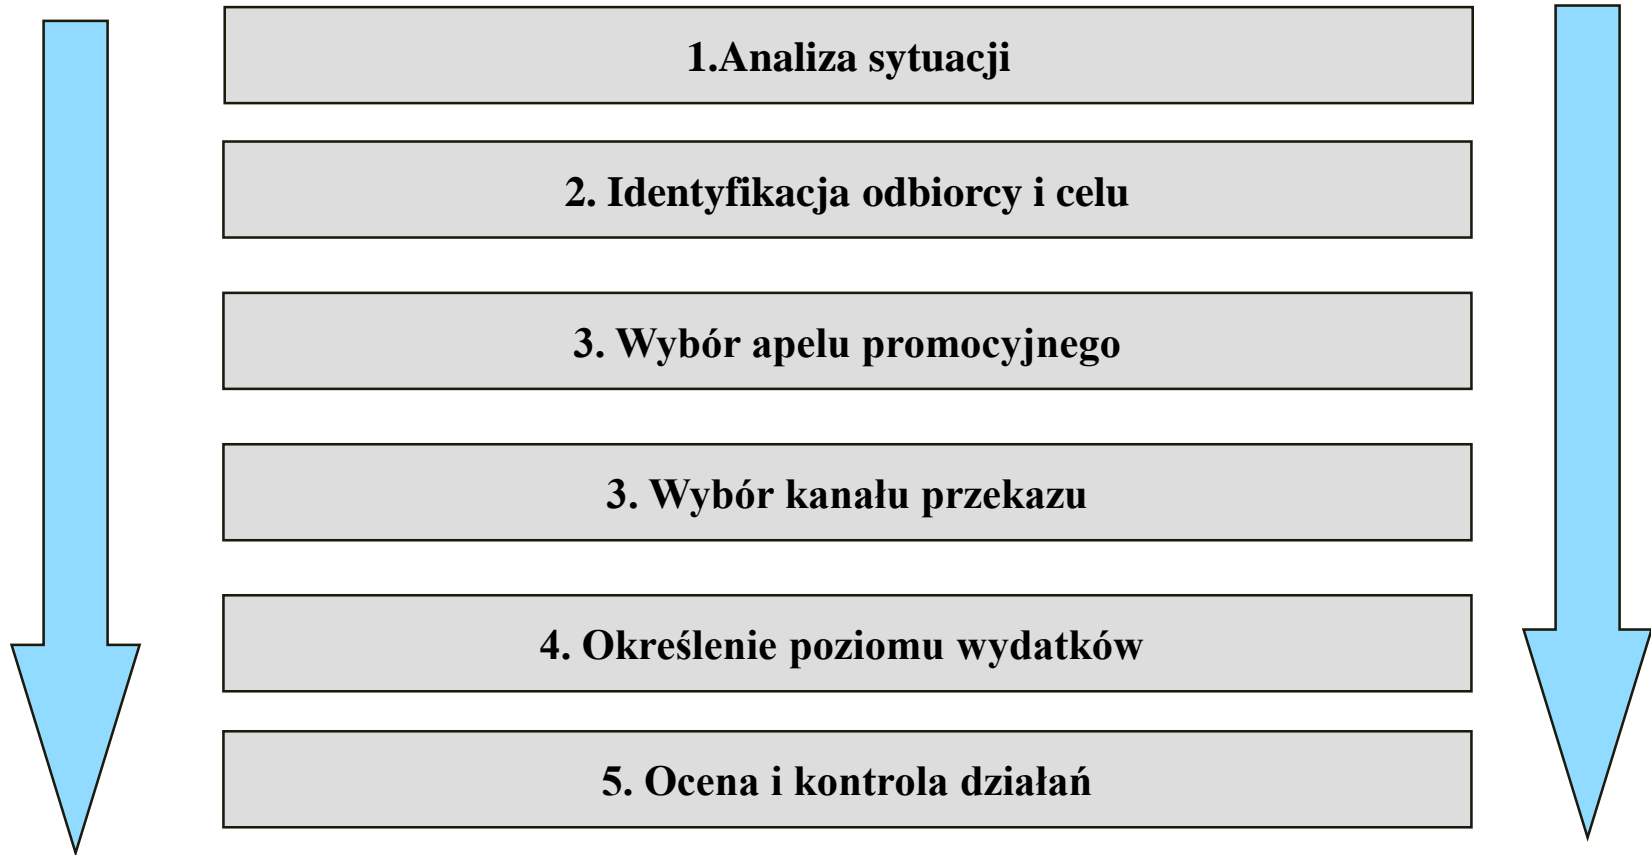 1.Analiza sytuacji
2. Identyfikacja odbiorcy i celu
3. Wybór apelu promocyjnego
3. Wybór kanału przekazu
4. Określenie poziomu wydatków
5. Ocena i kontrola działań